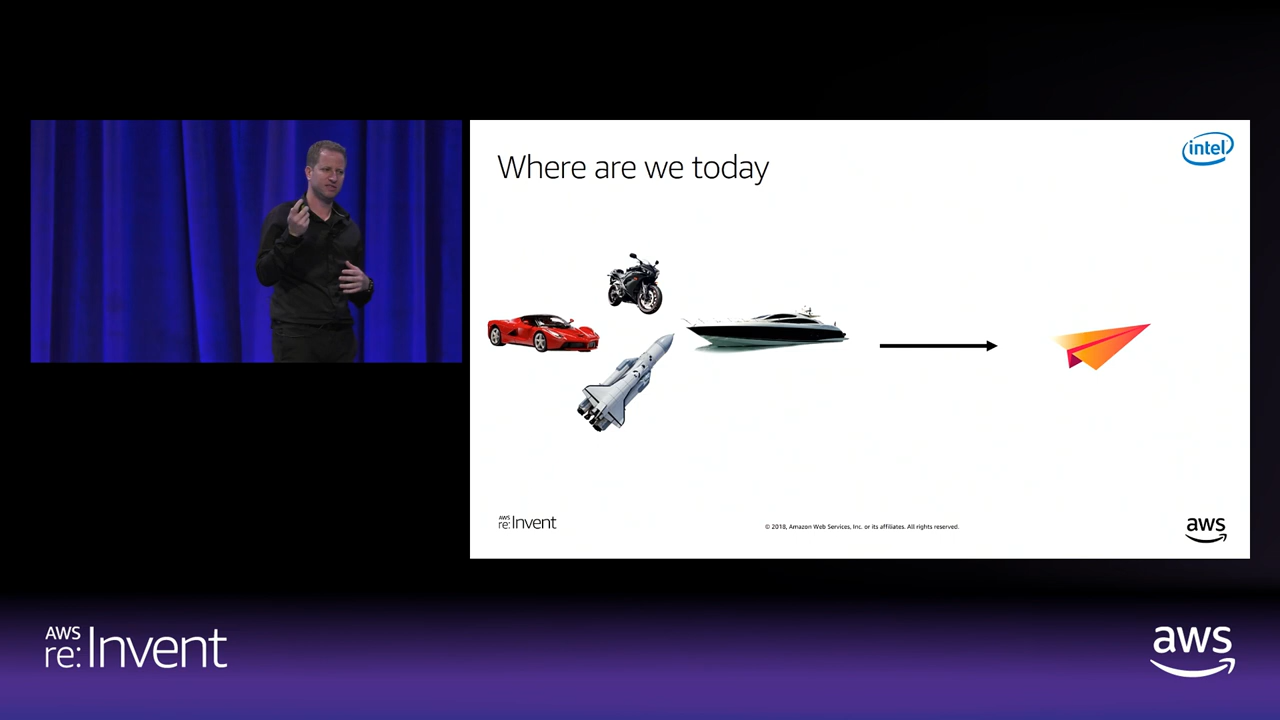 Where are we today
intel
AWS
re:Invent
© 2018, Amazon Web Services, Inc. or its affiliates. All rights reserved.
aws
AWS
re:Invent
aws